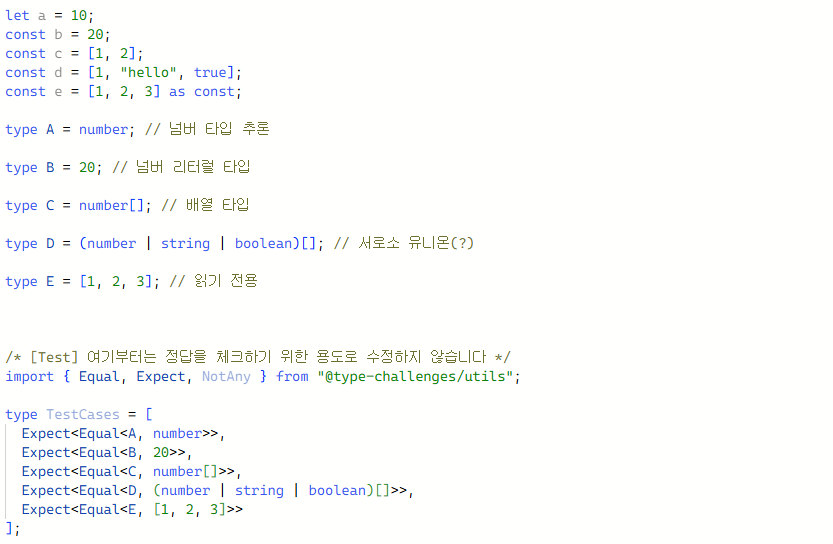 let a = 10;
const b = 20;
const c = [1, 2];
const d = [1, "hello", true];
const e = [1, 2, 3] as const;
type A = number; // 넘버 타입 추론
type B = 20; // 넘버 리터럴 타입
type C = number[]; // 배열 타입
type D = (number | string | boolean)[]; // 서로소 유니온(?)
type E = [1, 2, 3]; // 읽기 전용
/* [Test] 여기부터는 정답을 체크하기 위한 용도로 수정하지 않습니다 */
import { Equal, Expect, NotAny } from "@type-challenges/utils";
type TestCases = [
  Expect<Equal<A, number>>,
  Expect<Equal<B, 20>>,
  Expect<Equal<C, number[]>>,
  Expect<Equal<D, (number | string | boolean)[]>>,
  Expect<Equal<E, [1, 2, 3]>>
];